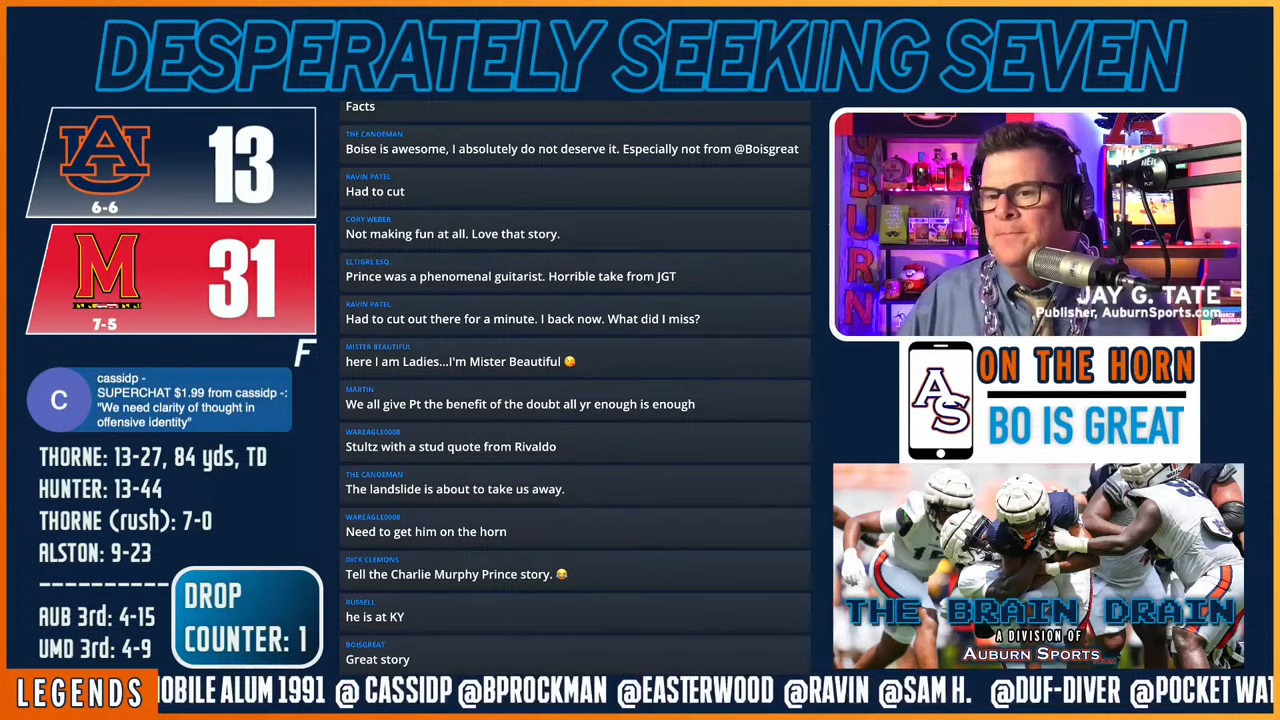 DESPERATELY SEEKING SEVEN
13
6-6
31
7-5
F
C
cassidp -
SUPERCHAT $1.99 from cassidp -:
"We need clarity of thought in
offensive identity"
THORNE: 13-27, 84 yds, TD
HUNTER: 13-44
THORNE (rush): 7-0
ALSTON: 9-23
AUB 3rd: 4-15
UMD 3rd: 4-9
DROP
COUNTER: 1
Facts
THE CANOEMAN
Boise is awesome, I absolutely do not deserve it. Especially not from @Boisgreat
RAVIN PATEL
Had to cut
CORY WEBER
Not making fun at all. Love that story.
ELTIGRE ESQ.
Prince was a phenomenal guitarist. Horrible take from JGT
RAVIN PATEL
Had to cut out there for a minute. I back now. What did I miss?
MISTER BEAUTIFUL
here I am Ladies...I'm Mister Beautiful 😘
MARTIN
We all give Pt the benefit of the doubt all yr enough is enough
WAREAGLE0008
Stultz with a stud quote from Rivaldo
THE CANOEMAN
The landslide is about to take us away.
WAREAGLE0008
Need to get him on the horn
DICK CLEMONS
Tell the Charlie Murphy Prince story. 😂
RUSSELL
he is at KY
BOISGREAT
Great story
JAY G. TATE
Publisher, AuburnSports.com
AS
ON THE HORN
BO IS GREAT
THE BRAIN DRAIN
A DIVISION OF
AUBURN SPORTS.COM
LEGENDS
MOBILE ALUM 1991 @ CASSIDP @BPROCKMAN @EASTERWOOD @RAVIN @SAM H. @DUF-DIVER @POCKET WAT